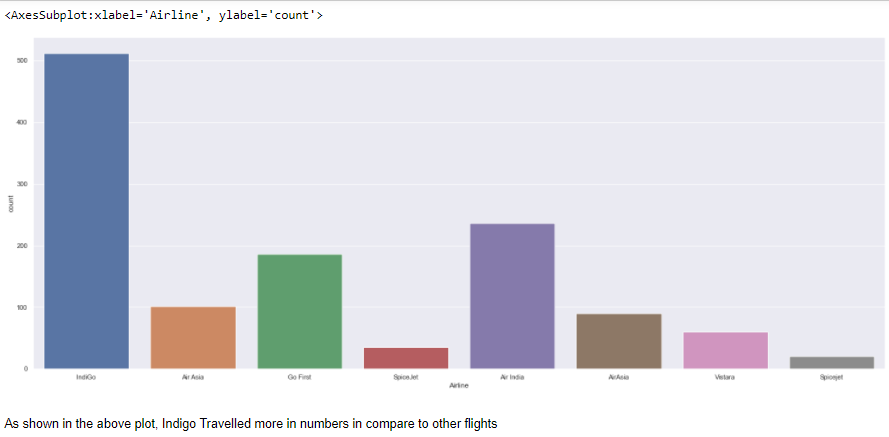 <AxesSubplot:xlabel='Airline', ylabel='count'>
500
400
300
200
100
0
count
IndiGo Air Asia Go First SpiceJet Air India AirAsia Vistara Spicejet
Airline
As shown in the above plot, Indigo Travelled more in numbers in compare to other flights